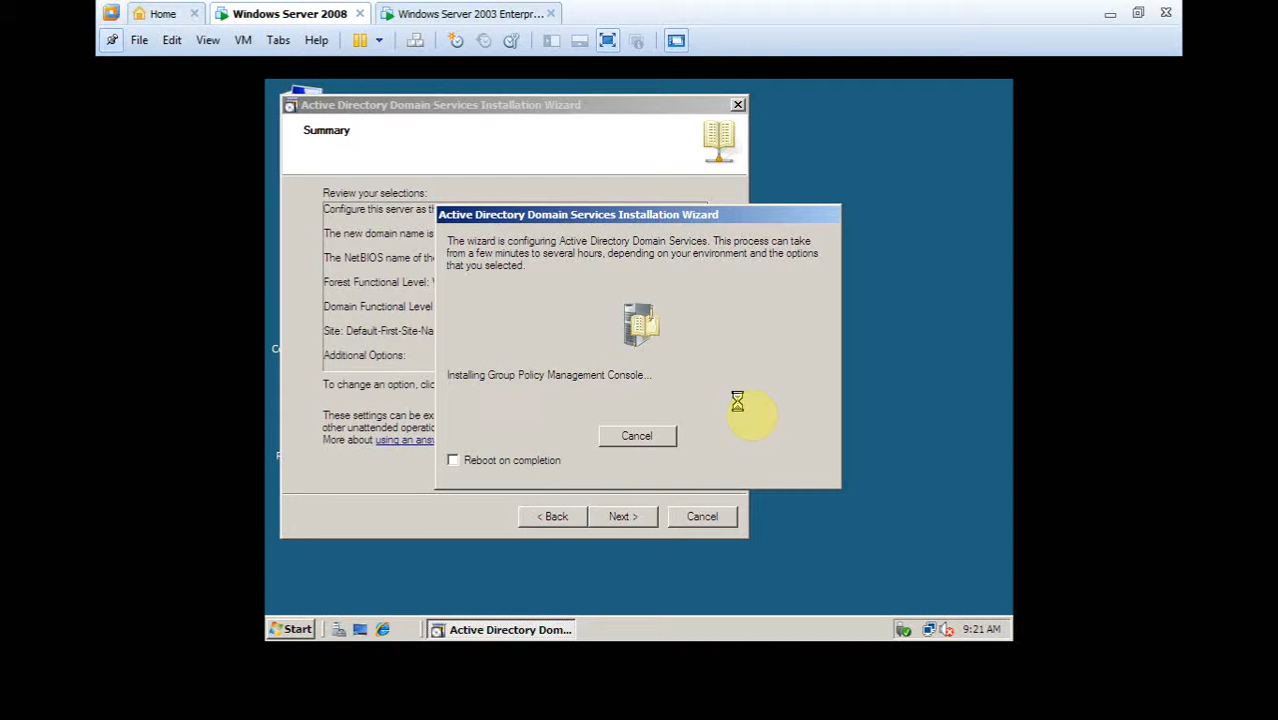 Home
Windows Server 2008
Windows Server 2003 Enterpr...
File Edit View VM Tabs Help
Active Directory Domain Services Installation Wizard
Summary
Review your selections:
Configure this server as th
The new domain name is
The NetBIOS name of the
Forest Functional Level:
Domain Functional Level
Site: Default-First-Site-Na
Additional Options:
To change an option, clic
These settings can be ex
other unattended operatio
More about using an answ
< Back Next > Cancel
Active Directory Domain Services Installation Wizard
The wizard is configuring Active Directory Domain Services. This process can take
from a few minutes to several hours, depending on your environment and the options
that you selected.
Installing Group Policy Management Console...
Cancel
Reboot on completion
Start
Active Directory Dom...
9:21 AM